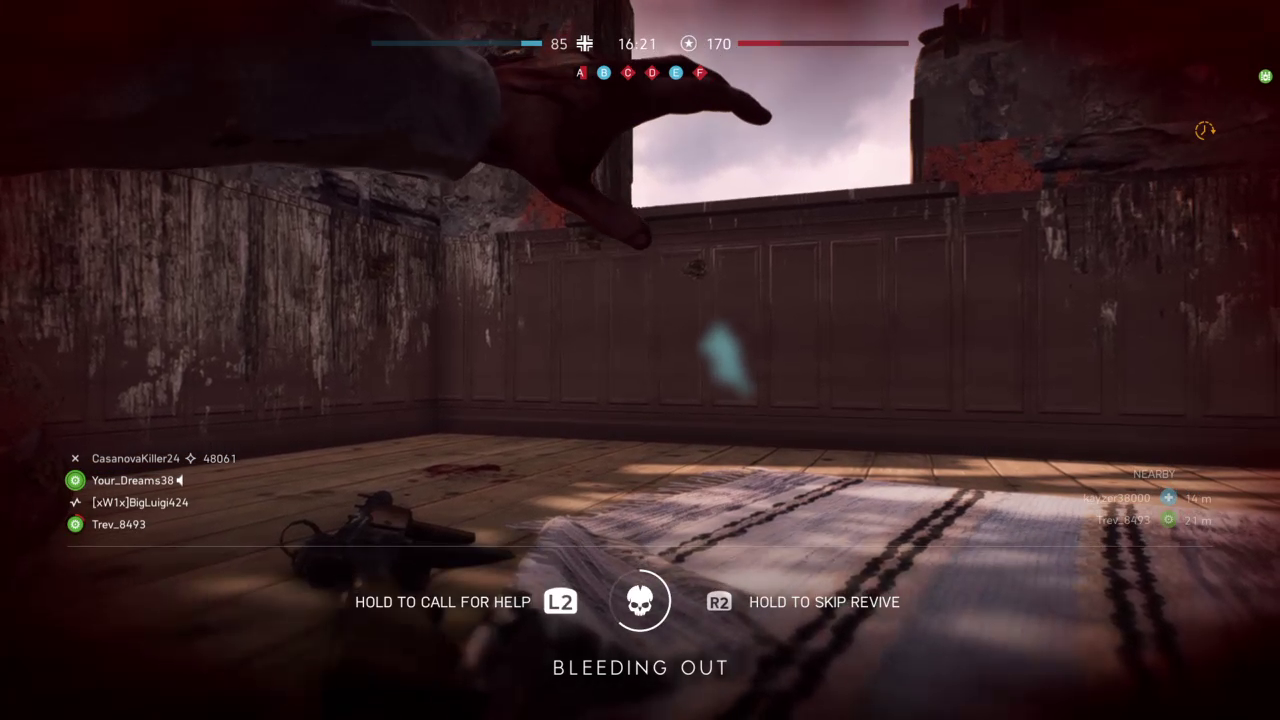 85 16:21 170
A B C D E F
CasanovaKiller24 48061
Your_Dreams38
[xW1x]BigLuigi424
Trev_8493
NEARBY
kayzer38000 14 m
Trev_8493 21 m
HOLD TO CALL FOR HELP L2 R2 HOLD TO SKIP REVIVE
BLEEDING OUT